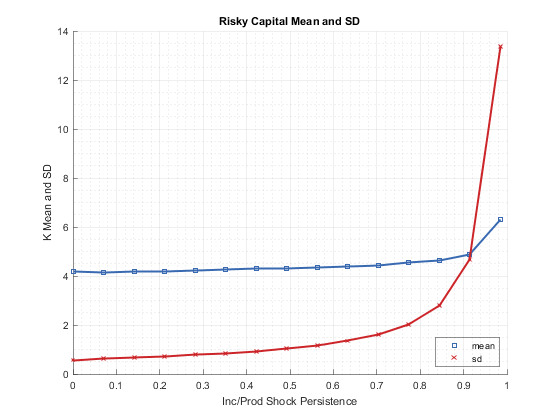 Risky Capital Mean and SD
K Mean and SD
14
12
10
8
6
4
2
0
0 0.1 0.2 0.3 0.4 0.5 0.6 0.7 0.8 0.9 1
Inc/Prod Shock Persistence
mean
sd